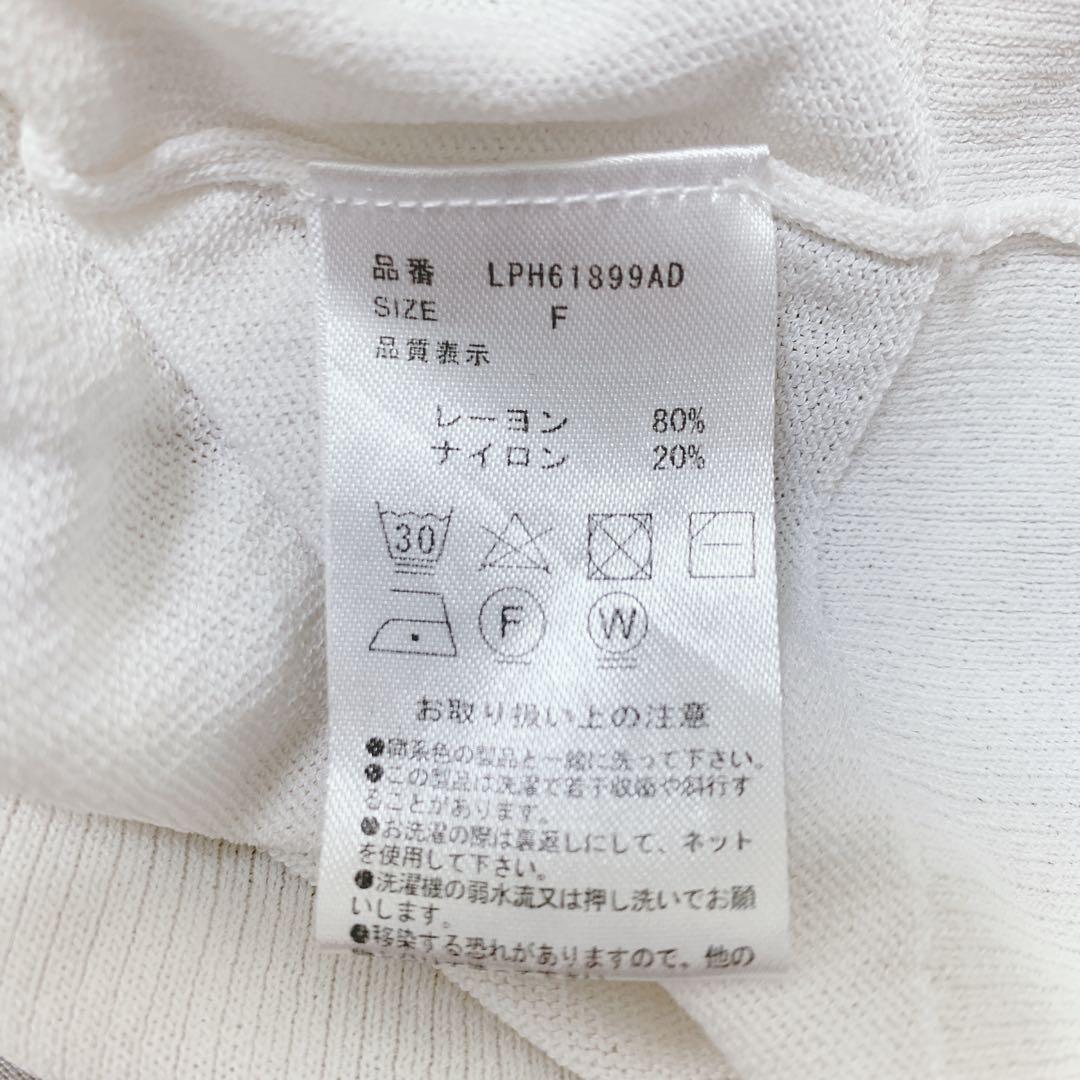 品番 LPH61899AD
SIZE F
品質表示
レーヨン 80%
ナイロン 20%
30
F W
お取り扱い上の注意
●同系色の製品と一緒に洗って下さい。
●この製品は洗濯で若干収縮や斜行す
ることがあります。
●お洗濯の際は裏返しにして、ネット
を使用して下さい。
●洗濯機の弱水流又は押し洗いでお願
いします。
●移染する恐れがありますので、他の